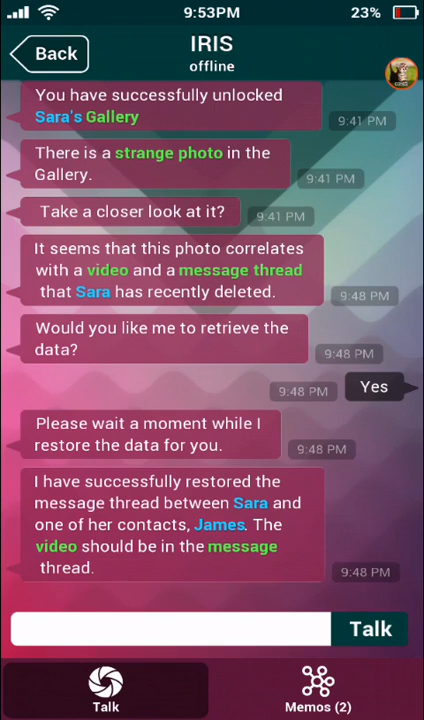 9:53PM
23%
Back
IRIS
offline
You have successfully unlocked
Sara's Gallery
9:41 PM
There is a strange photo in the
Gallery.
9:41 PM
Take a closer look at it?
9:41 PM
It seems that this photo correlates
with a video and a message thread
that Sara has recently deleted.
9:48 PM
Would you like me to retrieve the
data?
9:48 PM
9:48 PM
Yes
Please wait a moment while I
restore the data for you.
9:48 PM
I have successfully restored the
message thread between Sara and
one of her contacts, James. The
video should be in the message
thread.
9:48 PM
Talk
Talk
Memos (2)